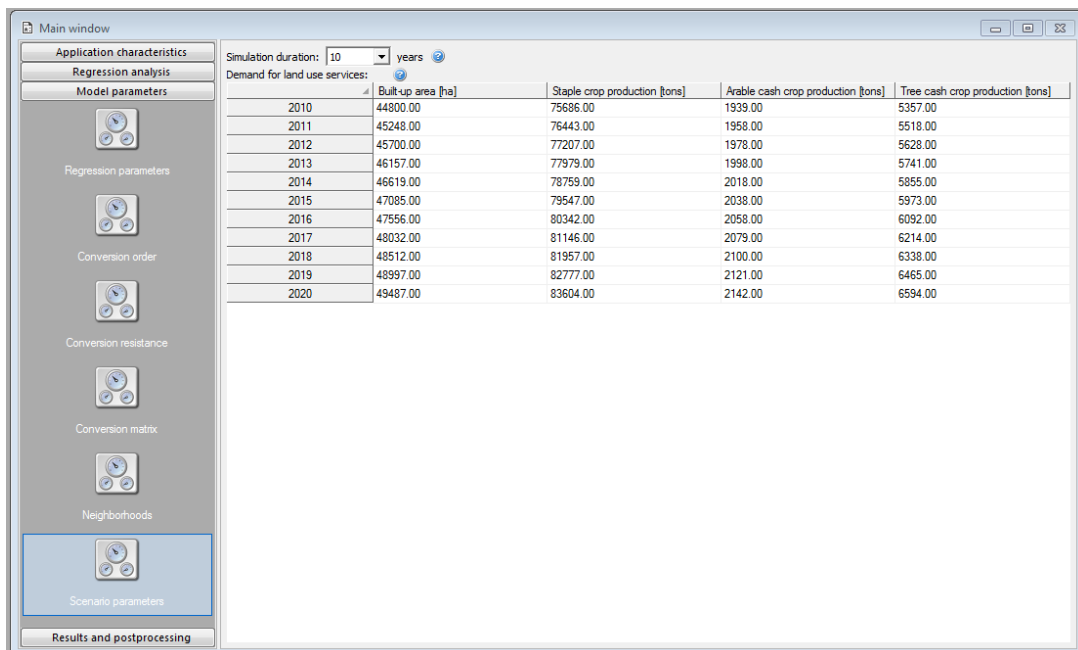 Main window
Application characteristics
Regression analysis
Model parameters
Regression parameters
Conversion order
Conversion resistance
Conversion matrix
Neighborhoods
Scenario parameters
Results and postprocessing
Simulation duration: 10 years
Demand for land use services:
Built-up area [ha] Staple crop production [tons] Arable cash crop production [tons] Tree cash crop production [tons]
2010 44800.00 75686.00 1939.00 5357.00
2011 45248.00 76443.00 1958.00 5518.00
2012 45700.00 77207.00 1978.00 5628.00
2013 46157.00 77979.00 1998.00 5741.00
2014 46619.00 78759.00 2018.00 5855.00
2015 47085.00 79547.00 2038.00 5973.00
2016 47556.00 80342.00 2058.00 6092.00
2017 48032.00 81146.00 2079.00 6214.00
2018 48512.00 81957.00 2100.00 6338.00
2019 48997.00 82777.00 2121.00 6465.00
2020 49487.00 83604.00 2142.00 6594.00